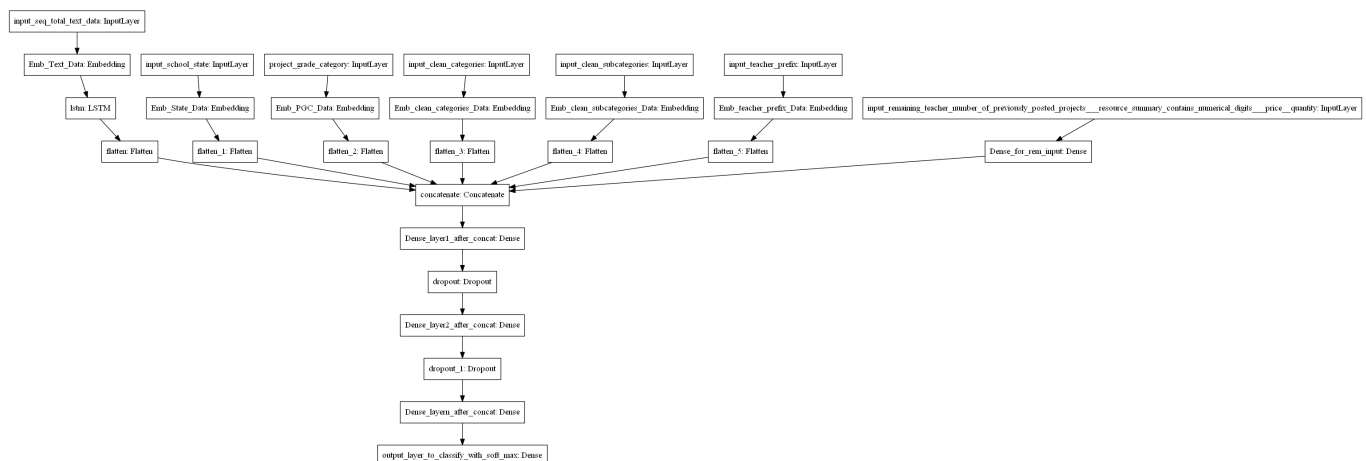 input_seq_total_text_data: InputLayer
Emb_Text_Data: Embedding
input_school_state: InputLayer
project_grade_category: InputLayer
input_clean_categories: InputLayer
input_clean_subcategories: InputLayer
input_teacher_prefix: InputLayer
lstm: LSTM
Emb_State_Data: Embedding
Emb_PGC_Data: Embedding
Emb_clean_categories_Data: Embedding
Emb_clean_subcategories_Data: Embedding
Emb_teacher_prefix_Data: Embedding
input_remaining_teacher_number_of_previously_posted_projects___resource_summary_contains_numerical_digits___price__quantity: InputLayer
flatten: Flatten
flatten_1: Flatten
flatten_2: Flatten
flatten_3: Flatten
flatten_4: Flatten
flatten_5: Flatten
Dense_for_rem_input: Dense
concatenate: Concatenate
Dense_layer1_after_concat: Dense
dropout: Dropout
Dense_layer2_after_concat: Dense
dropout_1: Dropout
Dense_layern_after_concat: Dense
output_layer_to_classify_with_soft_max: Dense